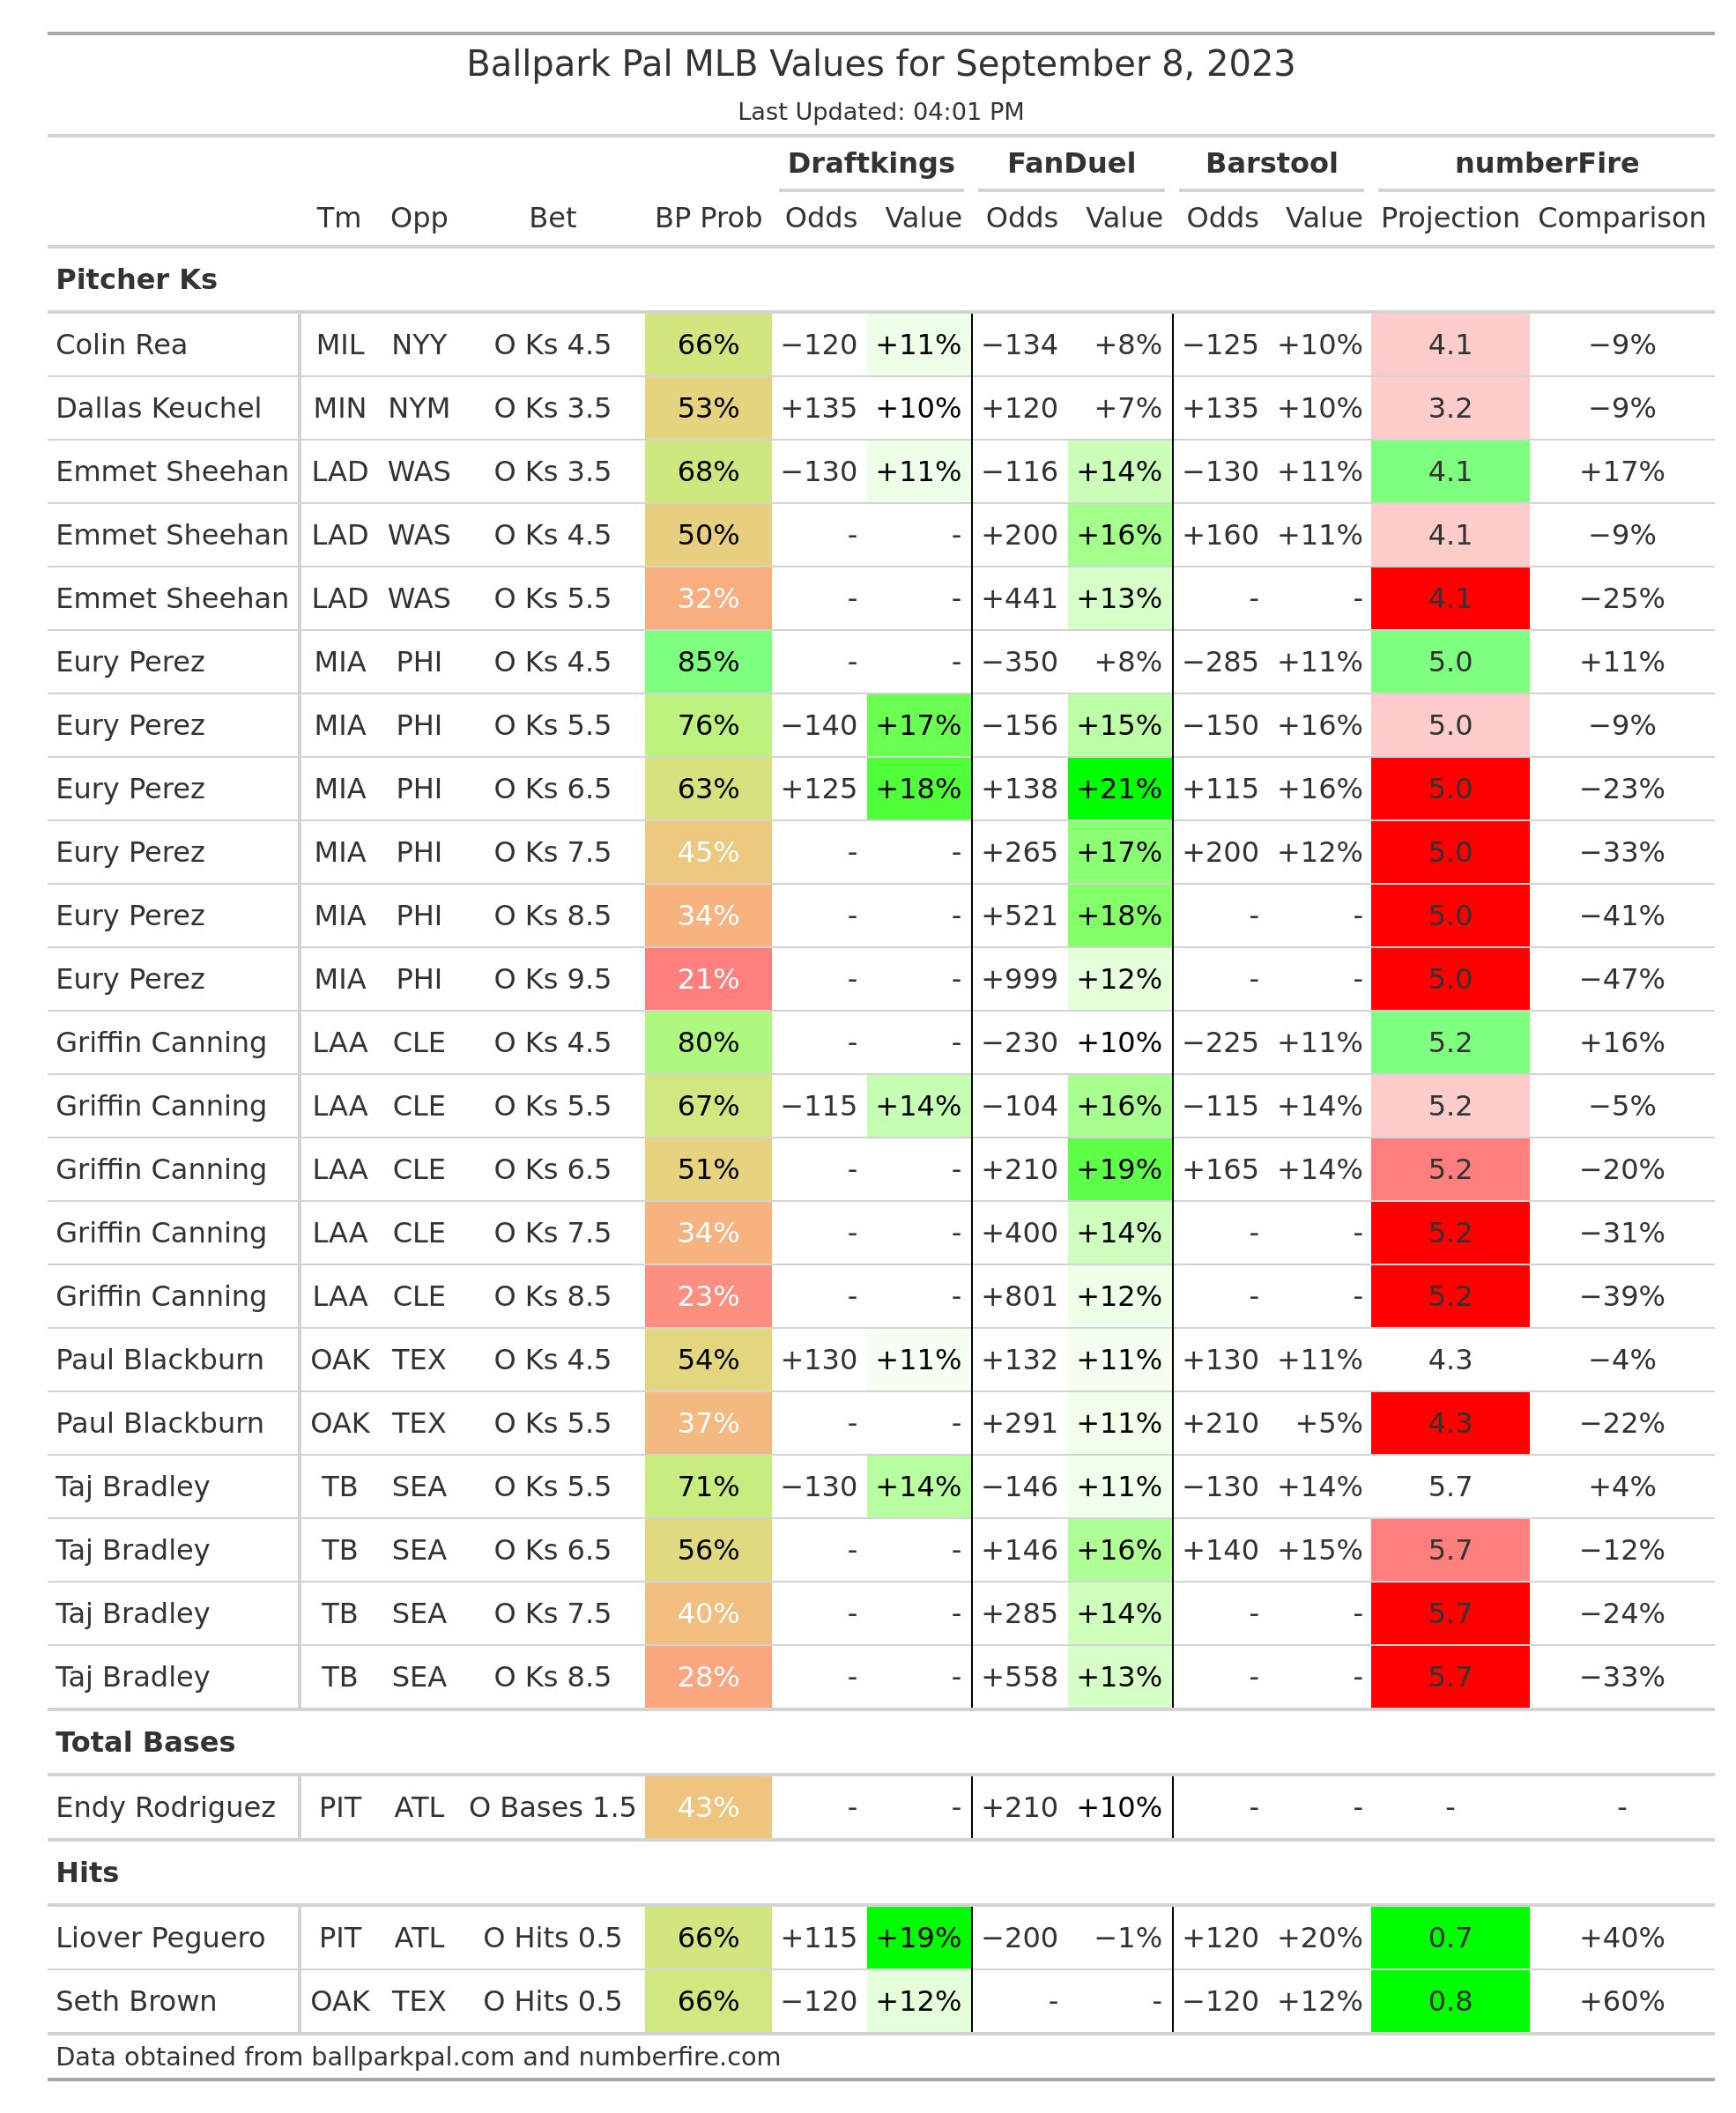 Ballpark Pal MLB Values for September 8, 2023
Last Updated: 04:01 PM
Draftkings FanDuel Barstool numberFire
Tm Opp Bet BP Prob Odds Value Odds Value Odds Value Projection Comparison
Pitcher Ks
Colin Rea MIL NYY O Ks 4.5 66% −120 +11% −134 +8% −125 +10% 4.1 −9%
Dallas Keuchel MIN NYM O Ks 3.5 53% +135 +10% +120 +7% +135 +10% 3.2 −9%
Emmet Sheehan LAD WAS O Ks 3.5 68% −130 +11% −116 +14% −130 +11% 4.1 +17%
Emmet Sheehan LAD WAS O Ks 4.5 50% - - +200 +16% +160 +11% 4.1 −9%
Emmet Sheehan LAD WAS O Ks 5.5 32% - - +441 +13% - - 4.1 −25%
Eury Perez MIA PHI O Ks 4.5 85% - - −350 +8% −285 +11% 5.0 +11%
Eury Perez MIA PHI O Ks 5.5 76% −140 +17% −156 +15% −150 +16% 5.0 −9%
Eury Perez MIA PHI O Ks 6.5 63% +125 +18% +138 +21% +115 +16% 5.0 −23%
Eury Perez MIA PHI O Ks 7.5 45% - - +265 +17% +200 +12% 5.0 −33%
Eury Perez MIA PHI O Ks 8.5 34% - - +521 +18% - - 5.0 −41%
Eury Perez MIA PHI O Ks 9.5 21% - - +999 +12% - - 5.0 −47%
Griffin Canning LAA CLE O Ks 4.5 80% - - −230 +10% −225 +11% 5.2 +16%
Griffin Canning LAA CLE O Ks 5.5 67% −115 +14% −104 +16% −115 +14% 5.2 −5%
Griffin Canning LAA CLE O Ks 6.5 51% - - +210 +19% +165 +14% 5.2 −20%
Griffin Canning LAA CLE O Ks 7.5 34% - - +400 +14% - - 5.2 −31%
Griffin Canning LAA CLE O Ks 8.5 23% - - +801 +12% - - 5.2 −39%
Paul Blackburn OAK TEX O Ks 4.5 54% +130 +11% +132 +11% +130 +11% 4.3 −4%
Paul Blackburn OAK TEX O Ks 5.5 37% - - +291 +11% +210 +5% 4.3 −22%
Taj Bradley TB SEA O Ks 5.5 71% −130 +14% −146 +11% −130 +14% 5.7 +4%
Taj Bradley TB SEA O Ks 6.5 56% - - +146 +16% +140 +15% 5.7 −12%
Taj Bradley TB SEA O Ks 7.5 40% - - +285 +14% - - 5.7 −24%
Taj Bradley TB SEA O Ks 8.5 28% - - +558 +13% - - 5.7 −33%
Total Bases
Endy Rodriguez PIT ATL O Bases 1.5 43% - - +210 +10% - - - -
Hits
Liover Peguero PIT ATL O Hits 0.5 66% +115 +19% −200 −1% +120 +20% 0.7 +40%
Seth Brown OAK TEX O Hits 0.5 66% −120 +12% - - −120 +12% 0.8 +60%
Data obtained from ballparkpal.com and numberfire.com